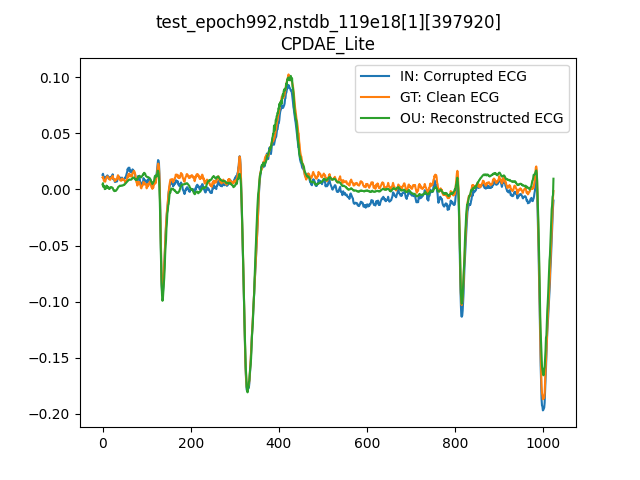 test_epoch992,nstdb_119e18[1][397920]
CPDAE_Lite
IN: Corrupted ECG
GT: Clean ECG
OU: Reconstructed ECG
0.10
0.05
0.00
−0.05
−0.10
−0.15
−0.20
0 200 400 600 800 1000